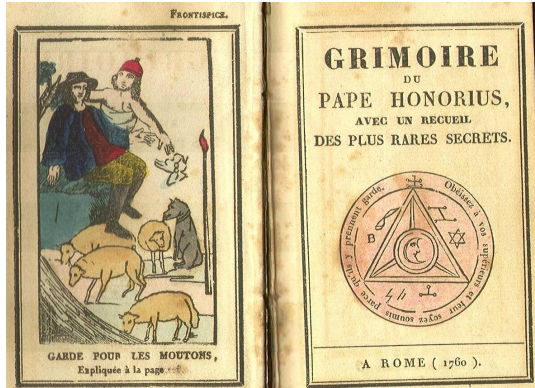 FRONTISPICE.
GARDE POUR LES MOUTONS,
Expliquée à la page
GRIMOIRE
DU
PAPE HONORIUS,
AVEC UN RECUEIL
DES PLUS RARES SECRETS.
Obéissez à vos supérieurs et leur soyez soumis parce qu'ils y prennent garde.
B
A ROME ( 1760 ).